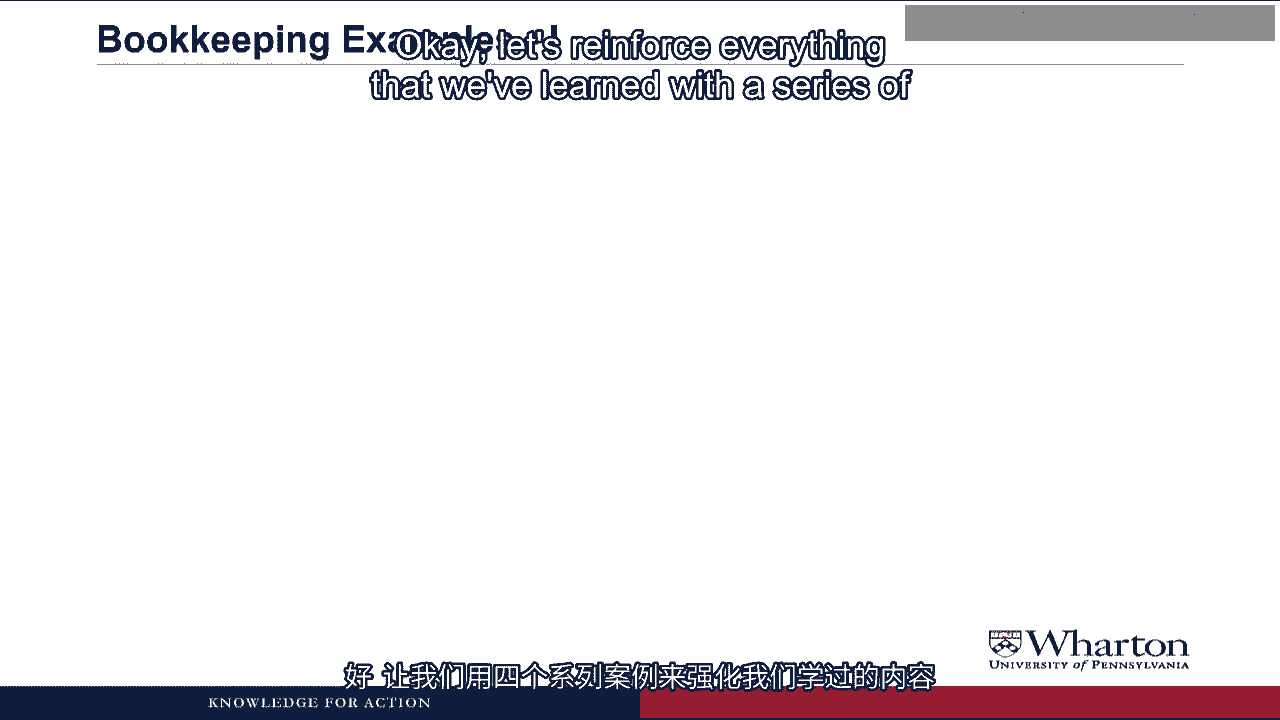 Bookkeeping
Okay, let's reinforce everything
that we've learned with a series of
Wharton
UNIVERSITY of PENNSYLVANIA
好 让我们用四个系列案例来强化我们学过的内容
KNOWLEDGE FOR ACTION